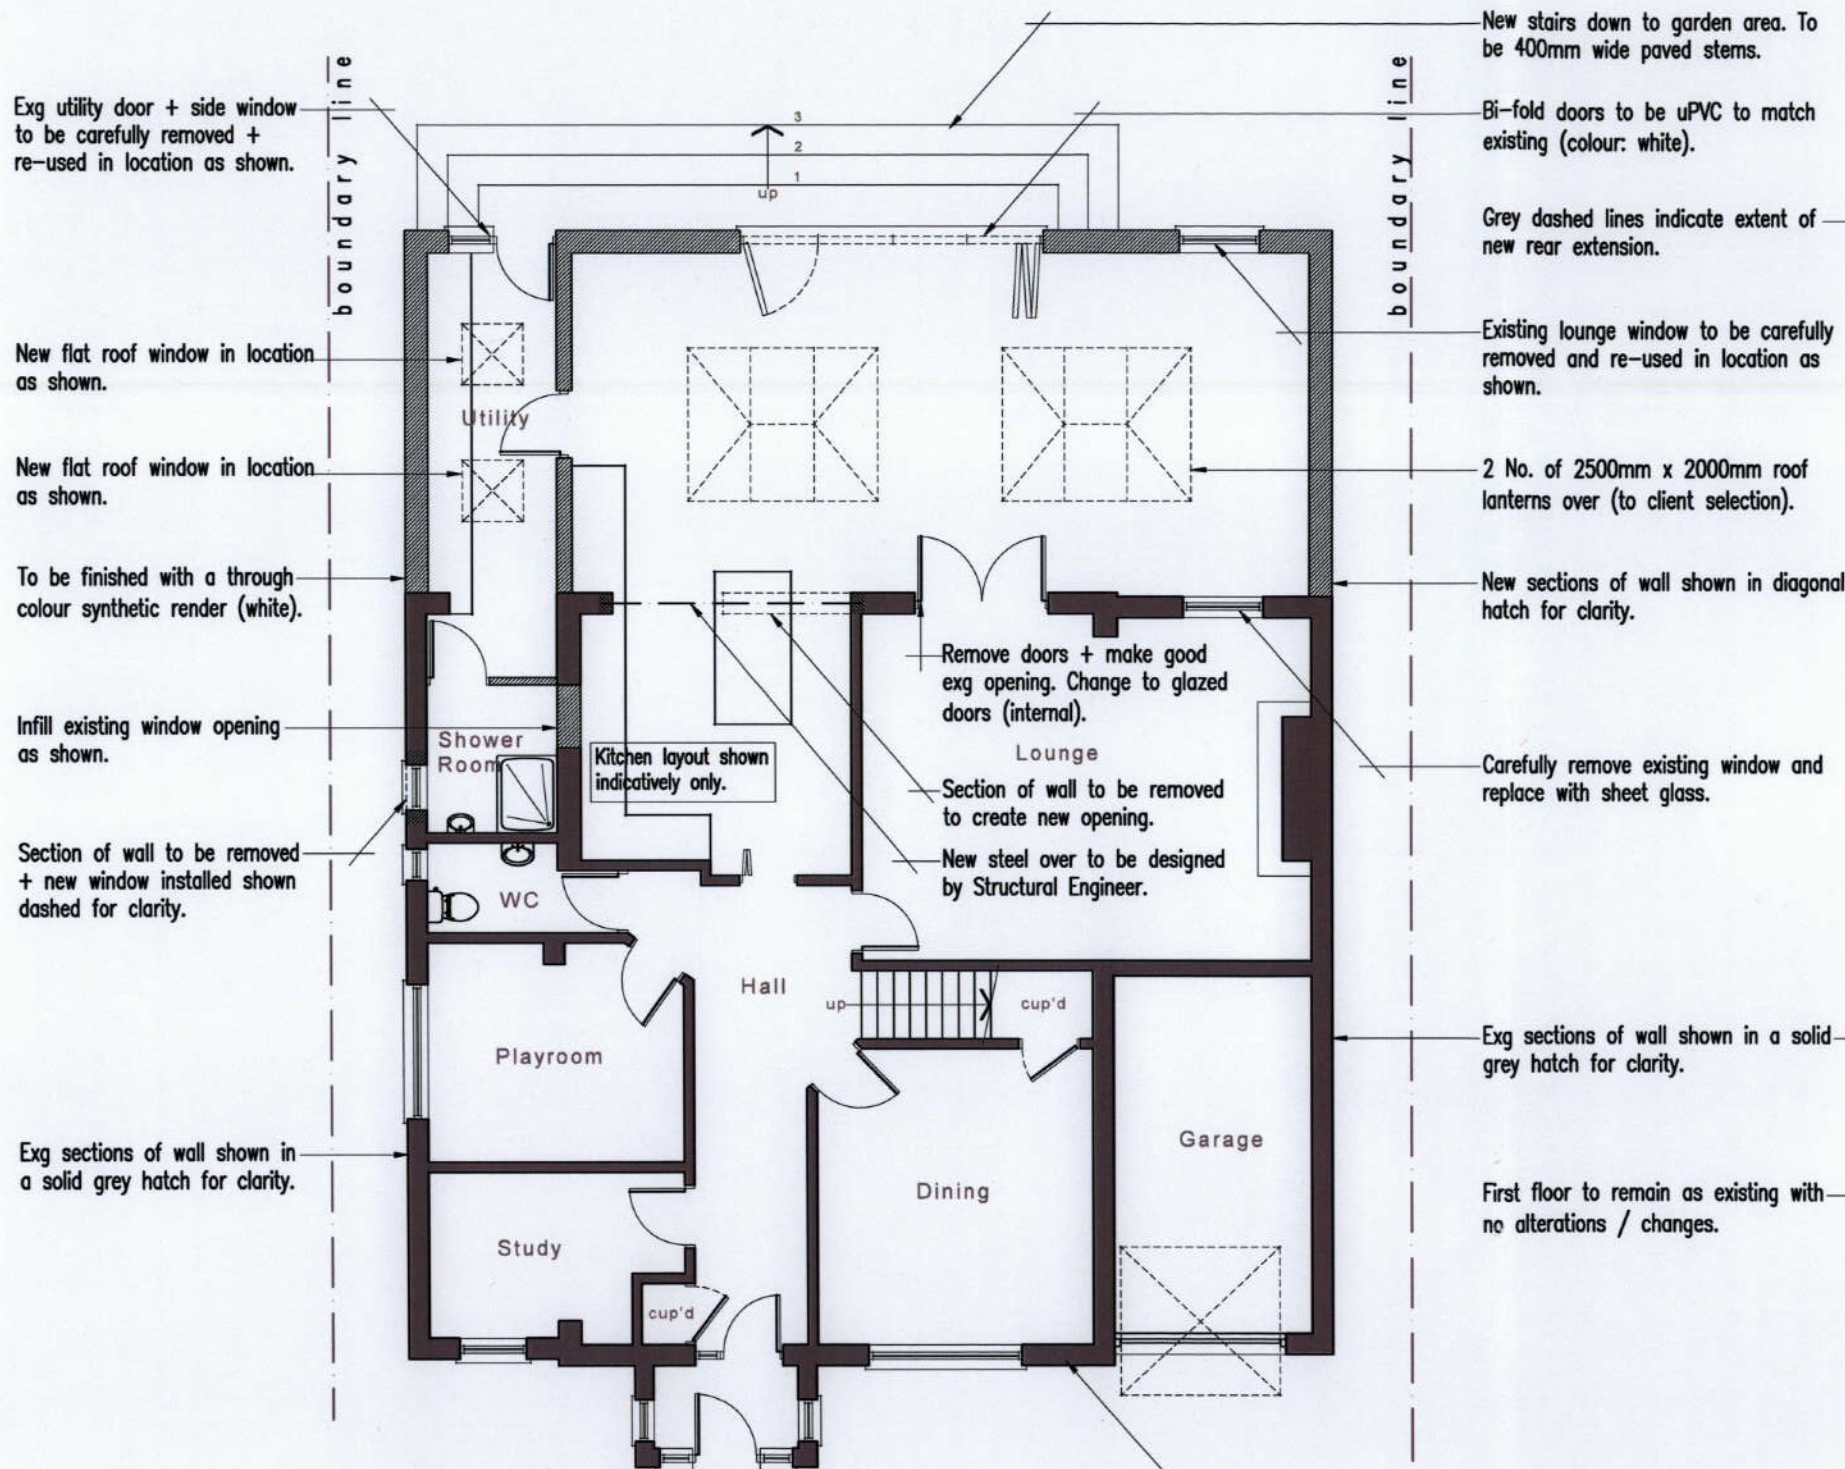 New stairs down to garden area. To
be 400mm wide paved stems.
boundary line
boundary line
Exg utility door + side window
to be carefully removed +
re-used in location as shown.
Bi-fold doors to be uPVC to match
existing (colour: white).
3
2
1
up
Grey dashed lines indicate extent of
new rear extension.
New flat roof window in location
as shown.
Existing lounge window to be carefully
removed and re-used in location as
shown.
Utility
New flat roof window in location
as shown.
2 No. of 2500mm x 2000mm roof
lanterns over (to client selection).
To be finished with a through
colour synthetic render (white).
New sections of wall shown in diagonal
hatch for clarity.
Remove doors + make good
exg opening. Change to glazed
doors (internal).
Infill existing window opening
as shown.
Shower
Room
Kitchen layout shown
indicatively only.
Lounge
Section of wall to be removed
to create new opening.
Carefully remove existing window and
replace with sheet glass.
New steel over to be designed
by Structural Engineer.
Section of wall to be removed
+ new window installed shown
dashed for clarity.
WC
Hall
up
cup'd
Playroom
Exg sections of wall shown in a solid
grey hatch for clarity.
Garage
Exg sections of wall shown in
a solid grey hatch for clarity.
Dining
First floor to remain as existing with
no alterations / changes.
Study
cup'd